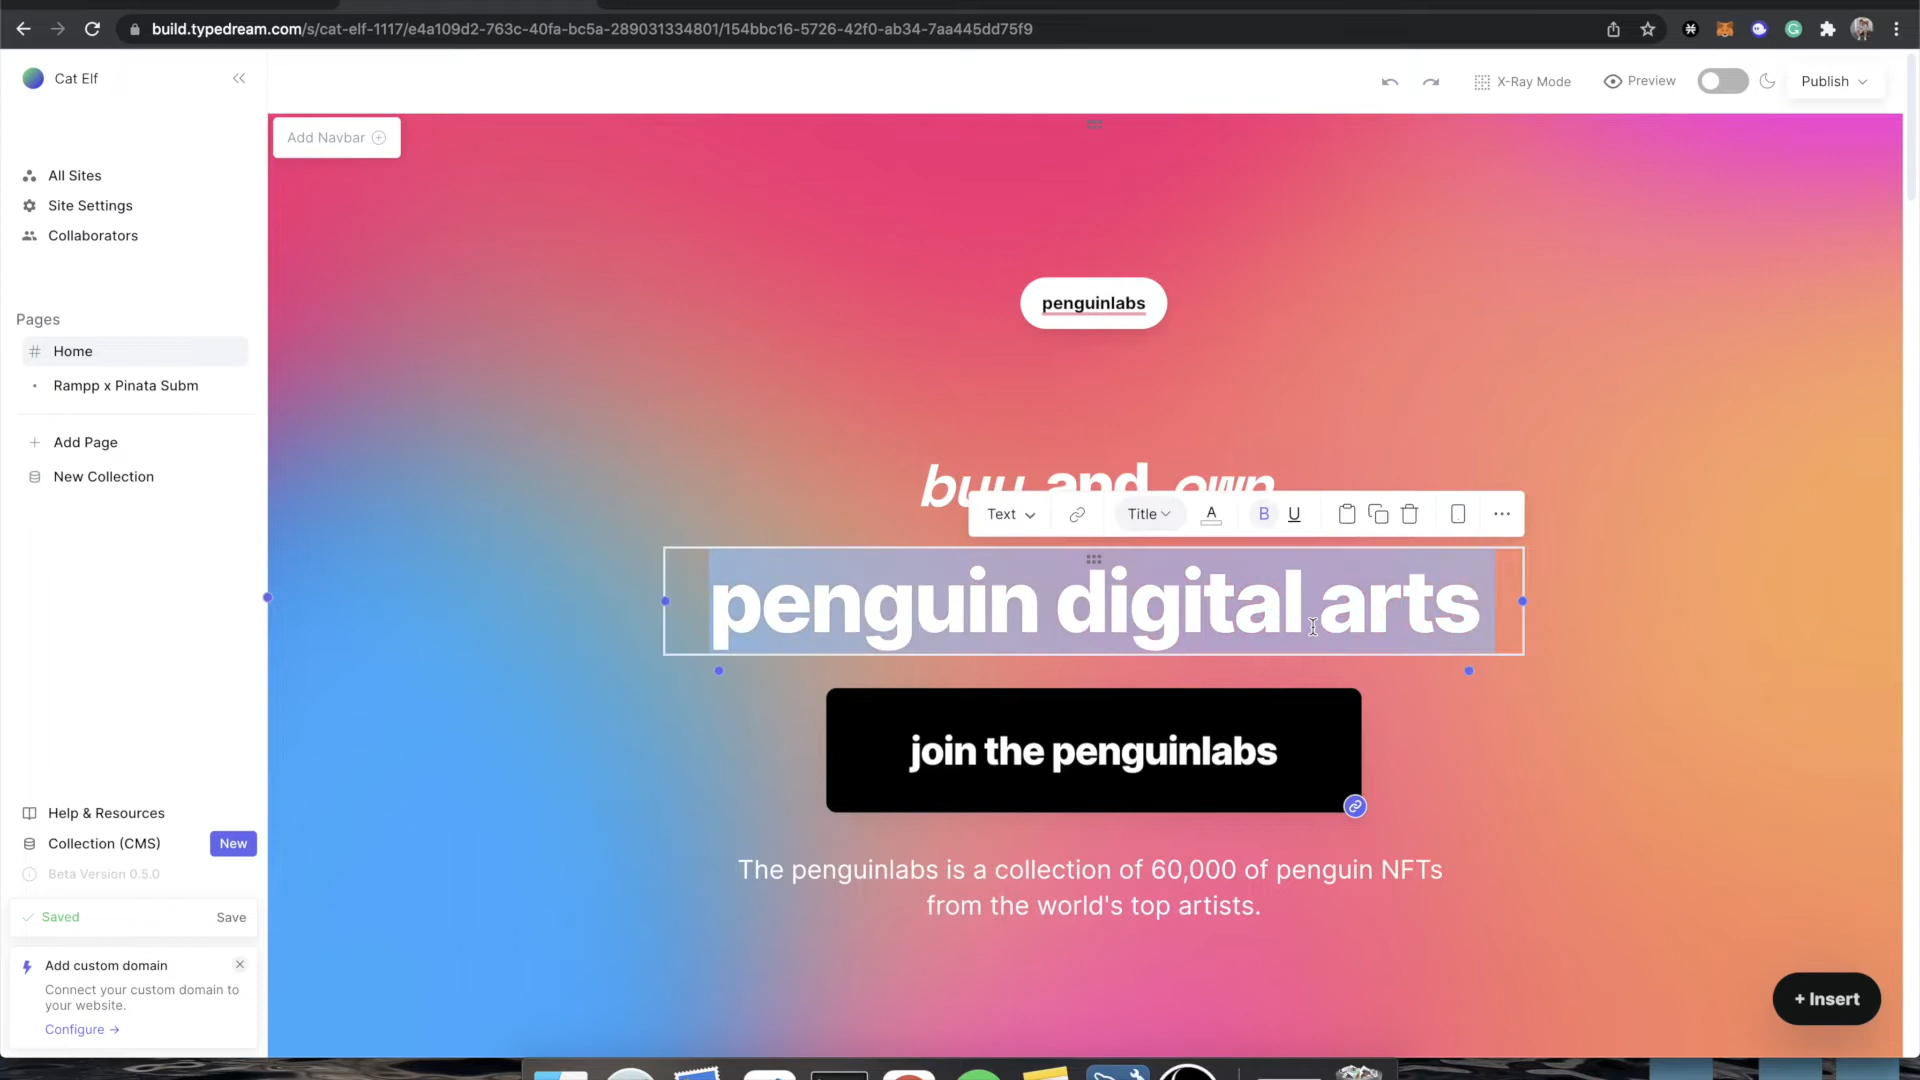 build.typedream.com/s/cat-elf-1117/e4a109d2-763c-40fa-bc5a-289031334801/154bbc16-5726-42f0-ab34-7aa445dd75f9
Cat Elf
X-Ray Mode
Preview
Publish
Add Navbar
All Sites
Site Settings
Collaborators
penguinlabs
Pages
Home
Rampp x Pinata Subm
Add Page
New Collection
buy and own
Text
Title
A
B
U
penguin digital arts
join the penguinlabs
Help & Resources
Collection (CMS)
New
Beta Version 0.5.0
The penguinlabs is a collection of 60,000 of penguin NFTs
from the world's top artists.
Saved
Save
Add custom domain
Connect your custom domain to
your website.
Configure →
+ Insert